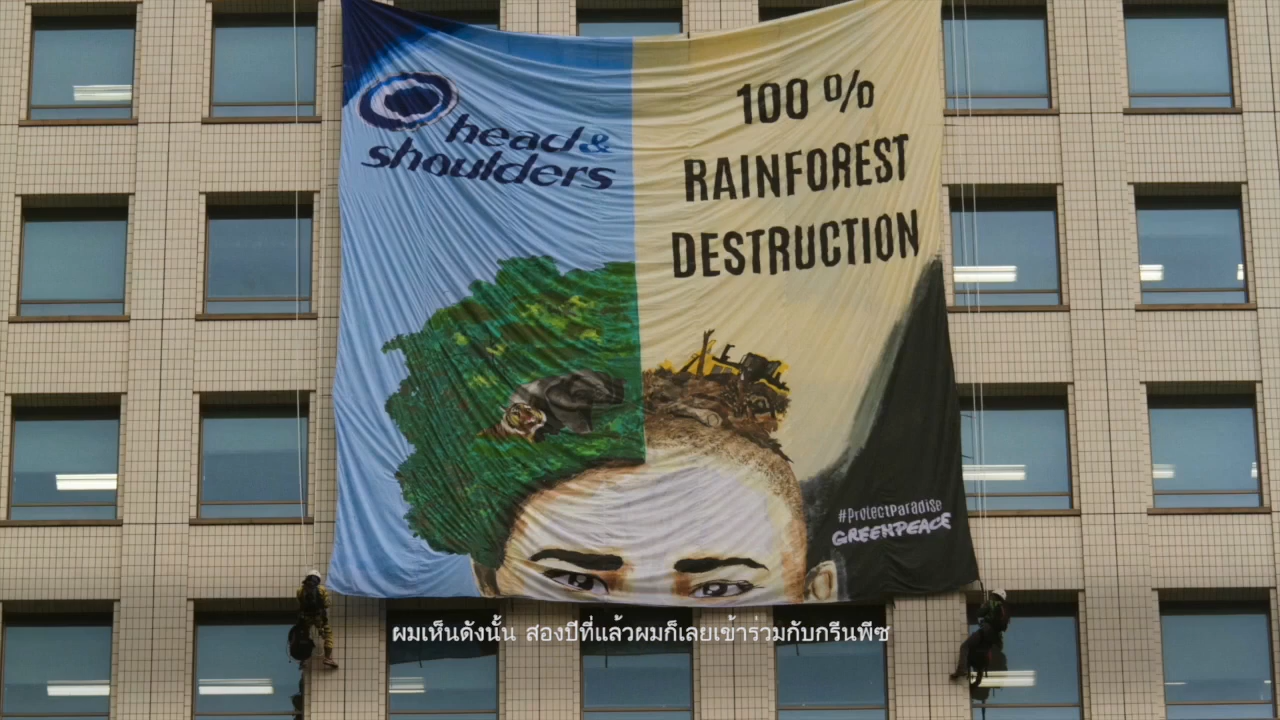 head&
shoulders
100 %
RAINFOREST
DESTRUCTION
#ProtectParadise
GREENPEACE
ผมเห็นดังนั้น สองปีที่แล้วผมก็เลยเข้าร่วมกับกรีนพีซ